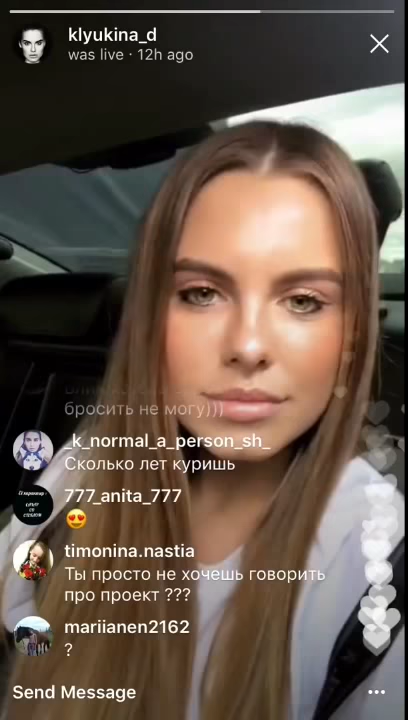 klyukina_d
was live · 12h ago
бросить не могу)))
_k_normal_a_person_sh_
Сколько лет куришь
777_anita_777
😍
timonina.nastia
Ты просто не хочешь говорить
про проект ???
mariianen2162
?
Send Message